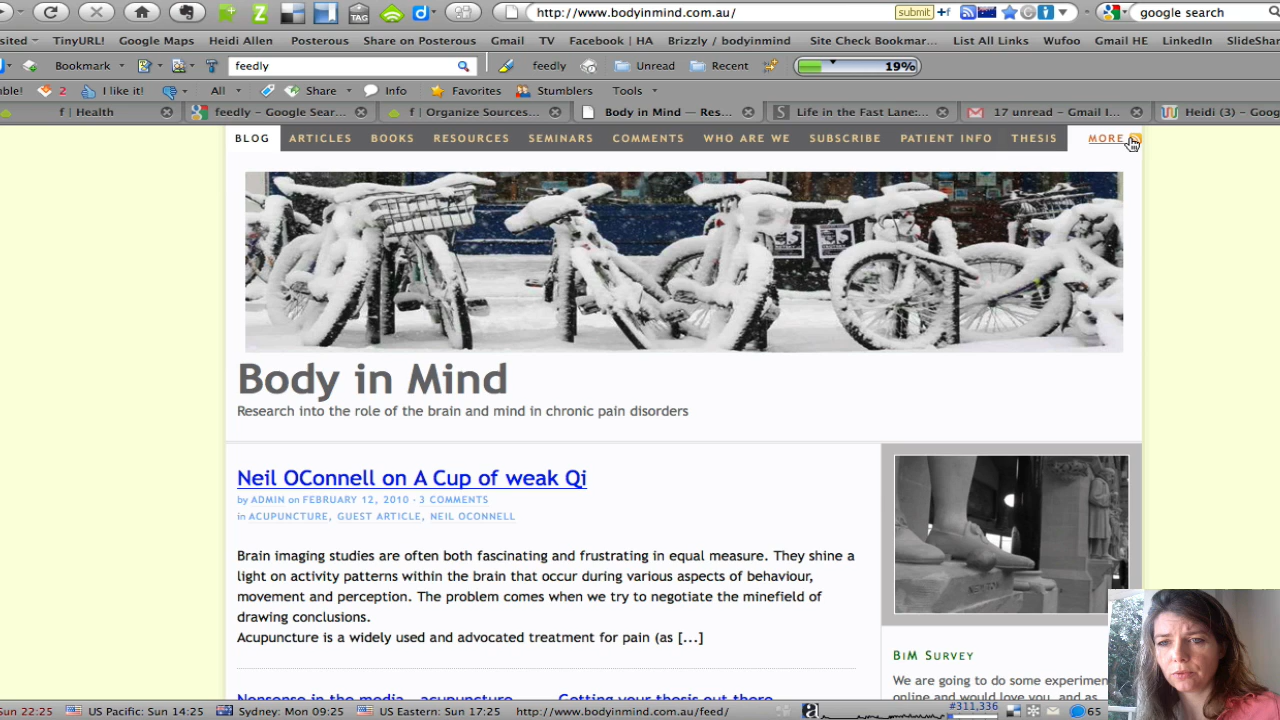 http://www.bodyinmind.com.au/
submit
google search
sited
TinyURL!
Google Maps
Heidi Allen
Posterous
Share on Posterous
Gmail
TV
Facebook | HA
Brizzly / bodyinmind
Site Check Bookmar...
List All Links
Wufoo
Gmail HE
LinkedIn
SlideShar
Bookmark
feedly
feedly
Unread
Recent
19%
ble!
2
I like it!
All
Share
Info
Favorites
Stumblers
Tools
f | Health
feedly – Google Sear...
f | Organize Sources...
Body in Mind — Res...
Life in the Fast Lane:...
17 unread – Gmail I...
Heidi (3) – Goog
BLOG
ARTICLES
BOOKS
RESOURCES
SEMINARS
COMMENTS
WHO ARE WE
SUBSCRIBE
PATIENT INFO
THESIS
MORE
Body in Mind
Research into the role of the brain and mind in chronic pain disorders
Neil OConnell on A Cup of weak Qi
by ADMIN on FEBRUARY 12, 2010 · 3 COMMENTS
in ACUPUNCTURE, GUEST ARTICLE, NEIL OCONNELL
Brain imaging studies are often both fascinating and frustrating in equal measure. They shine a
light on activity patterns within the brain that occur during various aspects of behaviour,
movement and perception. The problem comes when we try to negotiate the minefield of
drawing conclusions.
Acupuncture is a widely used and advocated treatment for pain (as [...]
BiM Survey
We are going to do some experimen
online and would love you, and as
Nonsense in the media – acupuncture
Getting your thesis out there
Sun 22:25
US Pacific: Sun 14:25
Sydney: Mon 09:25
US Eastern: Sun 17:25
http://www.bodyinmind.com.au/feed/
#311,336
65